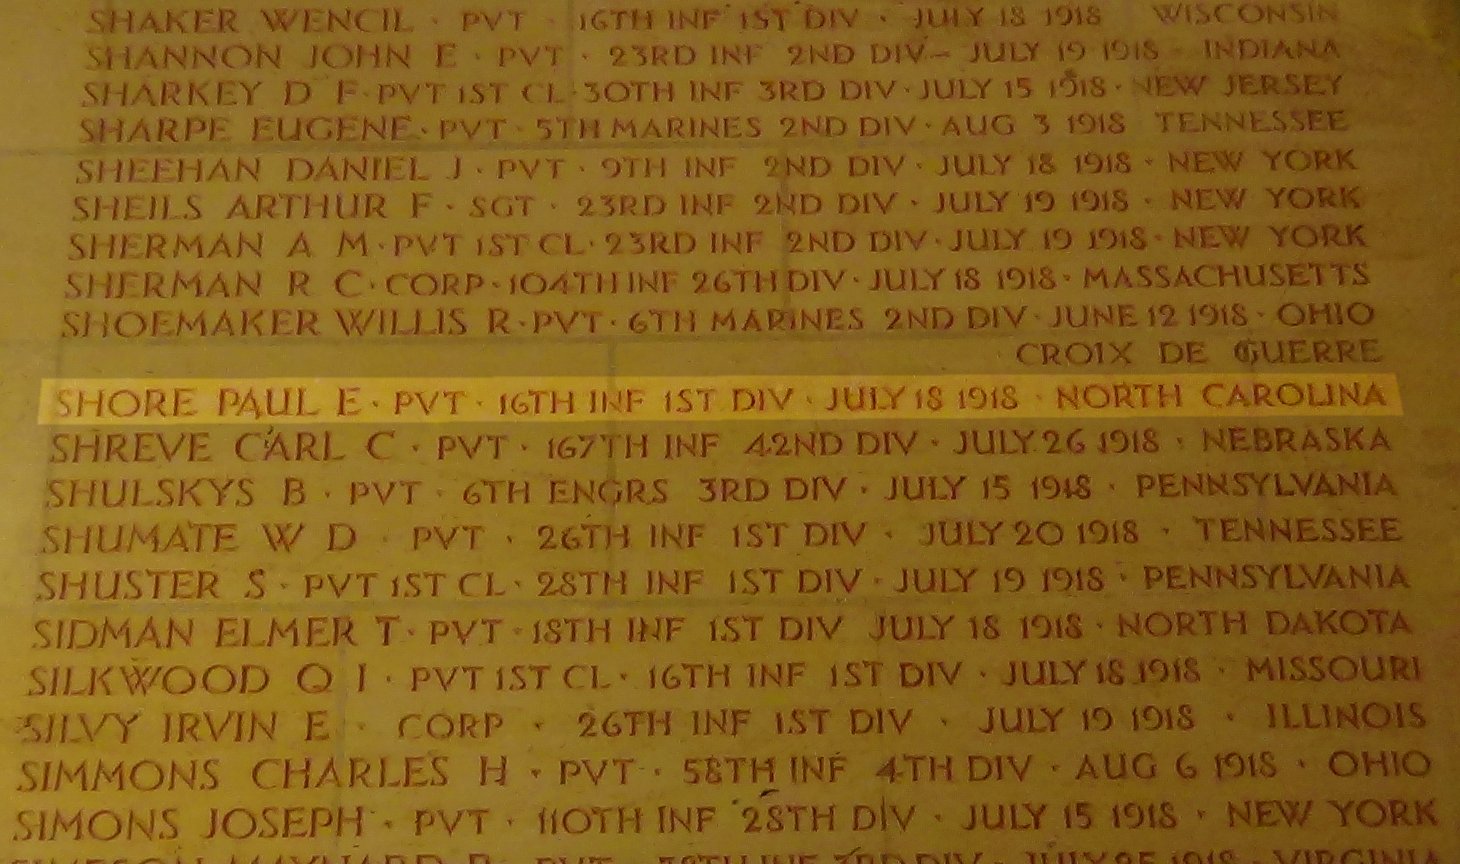 SHAKER WENCIL · PVT · 16TH INF 1ST DIV · JULY 18 1918 WISCONSIN
SHANNON JOHN E · PVT · 23RD INF 2ND DIV – JULY 19 1918 INDIANA
SHARKEY D F · PVT 1ST CL · 30TH INF 3RD DIV · JULY 15 1918 · NEW JERSEY
SHARPE EUGENE · PVT · 5TH MARINES 2ND DIV · AUG 3 1918 TENNESSEE
SHEEHAN DANIEL J · PVT · 9TH INF 2ND DIV · JULY 18 1918 · NEW YORK
SHEILS ARTHUR F · SGT · 23RD INF 2ND DIV · JULY 19 1918 · NEW YORK
SHERMAN A M · PVT 1ST CL · 23RD INF 2ND DIV · JULY 19 1918 · NEW YORK
SHERMAN R C · CORP · 104TH INF 26TH DIV · JULY 18 1918 · MASSACHUSETTS
SHOEMAKER WILLIS R · PVT · 6TH MARINES 2ND DIV · JUNE 12 1918 · OHIO
CROIX DE GUERRE
SHORE PAUL E · PVT · 16TH INF 1ST DIV · JULY 18 1918 · NORTH CAROLINA
SHREVE CARL C · PVT · 167TH INF 42ND DIV · JULY 26 1918 · NEBRASKA
SHULSKYS B · PVT · 6TH ENGRS 3RD DIV · JULY 15 1918 · PENNSYLVANIA
SHUMATE W D · PVT · 26TH INF 1ST DIV · JULY 20 1918 · TENNESSEE
SHUSTER S · PVT 1ST CL · 28TH INF 1ST DIV · JULY 19 1918 · PENNSYLVANIA
SIDMAN ELMER T · PVT · 18TH INF 1ST DIV JULY 18 1918 · NORTH DAKOTA
SILKWOOD Q I · PVT 1ST CL · 16TH INF 1ST DIV · JULY 18 1918 · MISSOURI
SILVY IRVIN E · CORP · 26TH INF 1ST DIV · JULY 19 1918 · ILLINOIS
SIMMONS CHARLES H · PVT · 58TH INF 4TH DIV · AUG 6 1918 · OHIO
SIMONS JOSEPH · PVT · 110TH INF 28TH DIV · JULY 15 1918 · NEW YORK